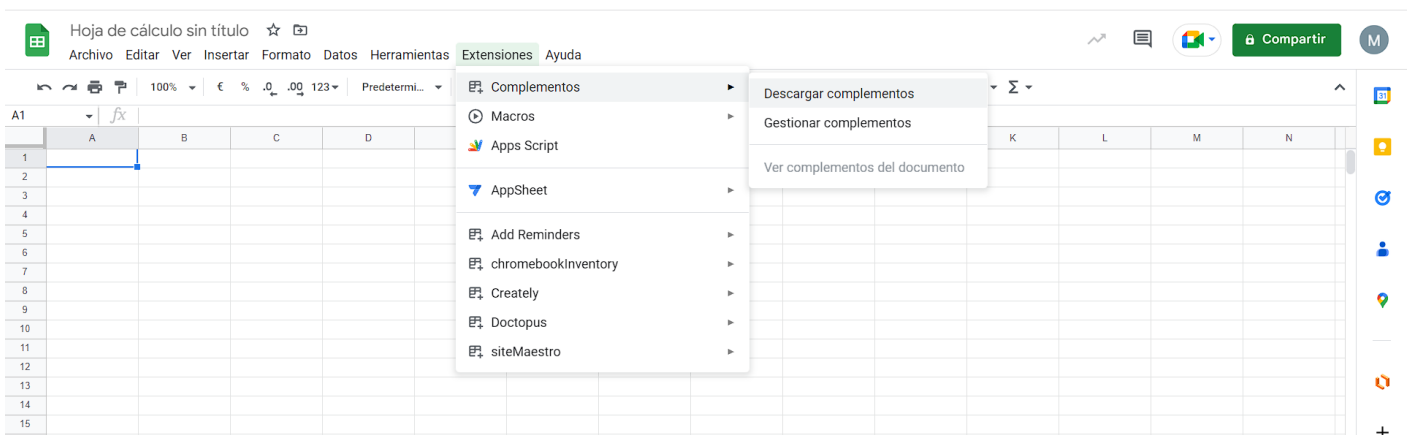 Hoja de cálculo sin título
Archivo Editar Ver Insertar Formato Datos Herramientas Extensiones Ayuda
Compartir
M
100% € % .0 .00 123 Predetermi... Σ
A1 fx
Complementos
Macros
Apps Script
AppSheet
Add Reminders
chromebookInventory
Creately
Doctopus
siteMaestro
Descargar complementos
Gestionar complementos
Ver complementos del documento
31
A B C D K L M N
1
2
3
4
5
6
7
8
9
10
11
12
13
14
15